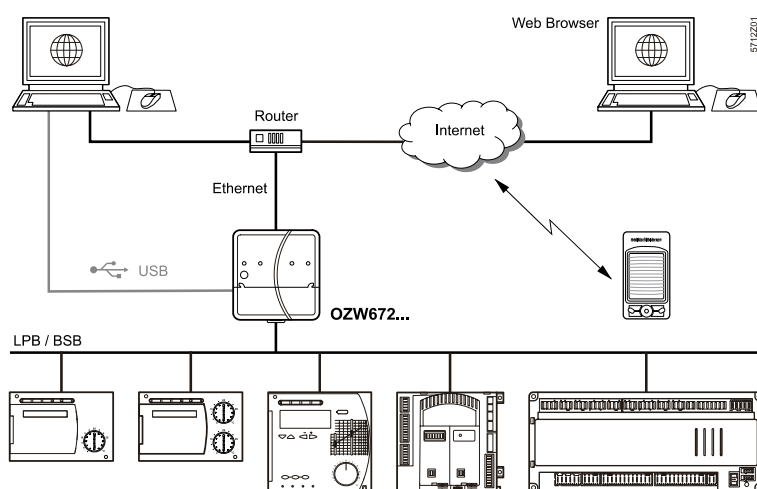 Web Browser
5712Z01
Router
Internet
Ethernet
USB
OZW672...
LPB / BSB